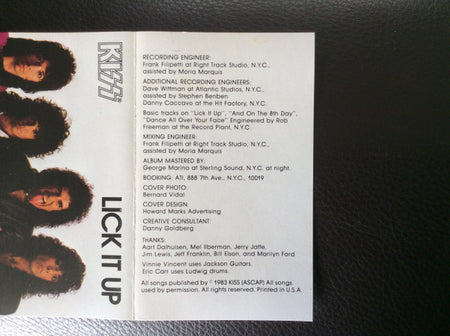 KISS
LICK IT UP
RECORDING ENGINEER:
Frank Filipetti at Right Track Studio, N.Y.C.,
assisted by Moria Marquis
ADDITIONAL RECORDING ENGINEERS:
Dave Wittman at Atlantic Studios, N.Y.C.,
assisted by Stephen Benben
Danny Caccavo at the Hit Factory, N.Y.C.
Basic tracks on "Lick It Up", "And On The 8th Day",
"Dance All Over Your Face" Engineered by Rob
Freeman at the Record Plant, N.Y.C.
MIXING ENGINEER:
Frank Filipetti at Right Track Studio, N.Y.C.,
assisted by Moria Marquis
ALBUM MASTERED BY:
George Marino at Sterling Sound, N.Y.C. at night.
BOOKING: ATI, 888 7th Ave., N.Y.C., 10019
COVER PHOTO:
Bernard Vidal
COVER DESIGN:
Howard Marks Advertising
CREATIVE CONSULTANT:
Danny Goldberg
THANKS:
Aart Dalhuisen, Mel Ilberman, Jerry Jaffe,
Jim Lewis, Jeff Franklin, Bill Elson, and Marilyn Ford
Vinnie Vincent uses Jackson Guitars.
Eric Carr uses Ludwig drums.
All songs published by © 1983 KISS (ASCAP) All songs
used by permission. All rights reserved. Printed in U.S.A.